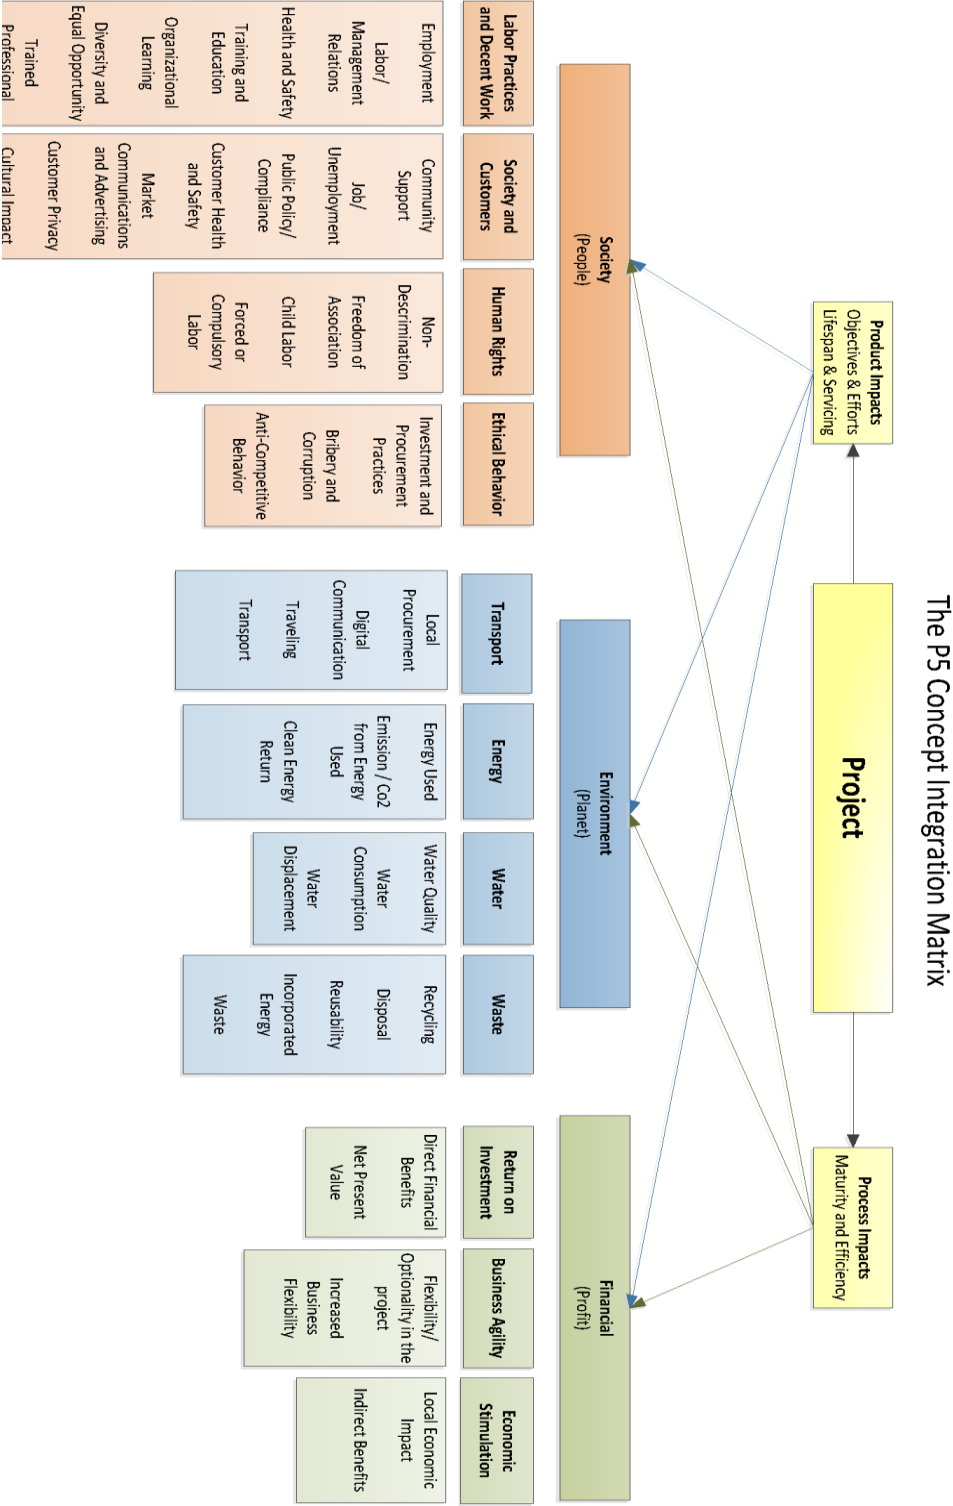 The P5 Concept Integration Matrix
Project
Product Impacts
Objectives & Efforts
Lifespan & Servicing
Process Impacts
Maturity and Efficiency
Society
(People)
Environment
(Planet)
Financial
(Profit)
Labor Practices
and Decent Work
Employment
Labor/
Management
Relations
Health and Safety
Training and
Education
Organizational
Learning
Diversity and
Equal Opportunity
Trained
Professional
Society and
Customers
Community
Support
Job/
Unemployment
Public Policy/
Compliance
Customer Health
and Safety
Market
Communications
and Advertising
Customer Privacy
Cultural Impact
Human Rights
Non-
Descrimination
Freedom of
Association
Child Labor
Forced or
Compulsory
Labor
Ethical Behavior
Investment and
Procurement
Practices
Bribery and
Corruption
Anti-Competitive
Behavior
Transport
Local
Procurement
Digital
Communication
Traveling
Transport
Energy
Energy Used
Emission / Co2
from Energy
Used
Clean Energy
Return
Water
Water Quality
Water
Consumption
Water
Displacement
Waste
Recycling
Disposal
Reusability
Incorporated
Energy
Waste
Return on
Investment
Direct Financial
Benefits
Net Present
Value
Business Agility
Flexibility/
Optionality in the
project
Increased
Business
Flexibility
Economic
Stimulation
Local Economic
Impact
Indirect Benefits